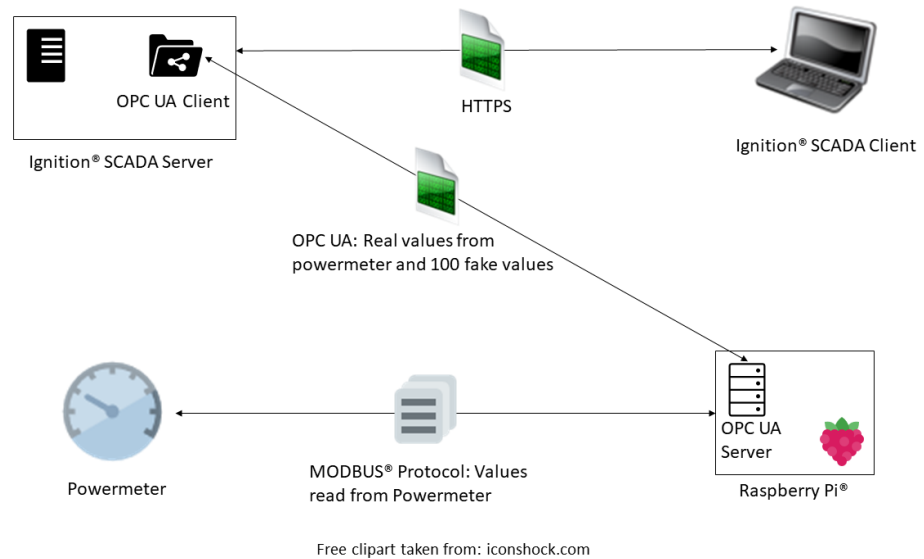 OPC UA Client
Ignition® SCADA Server
HTTPS
Ignition® SCADA Client
OPC UA: Real values from
powermeter and 100 fake values
OPC UA
Server
Raspberry Pi®
Powermeter
MODBUS® Protocol: Values
read from Powermeter
Free clipart taken from: iconshock.com